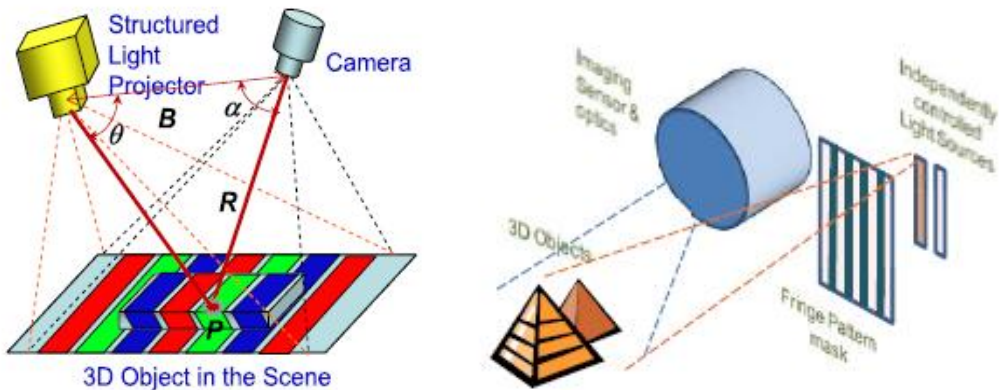 Structured
Light
Projector
Camera
B
α
θ
R
P
3D Object in the Scene
Imaging
Sensor &
optics
Independently
controlled
Light Sources
3D Objects
Fringe Pattern
mask